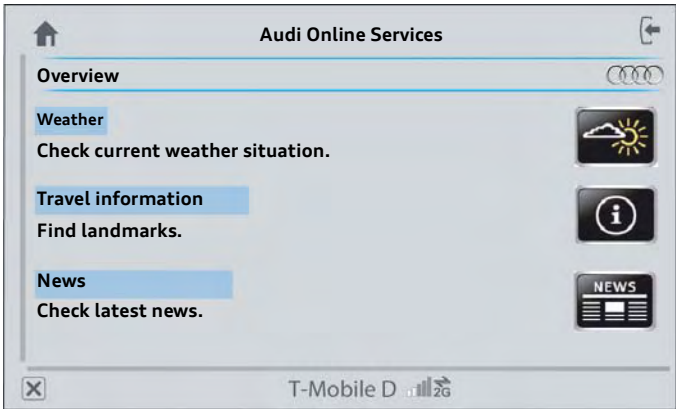 Audi Online Services
Overview
Weather
Check current weather situation.
Travel information
i
Find landmarks.
News
NEWS
Check latest news.
T-Mobile D 2G